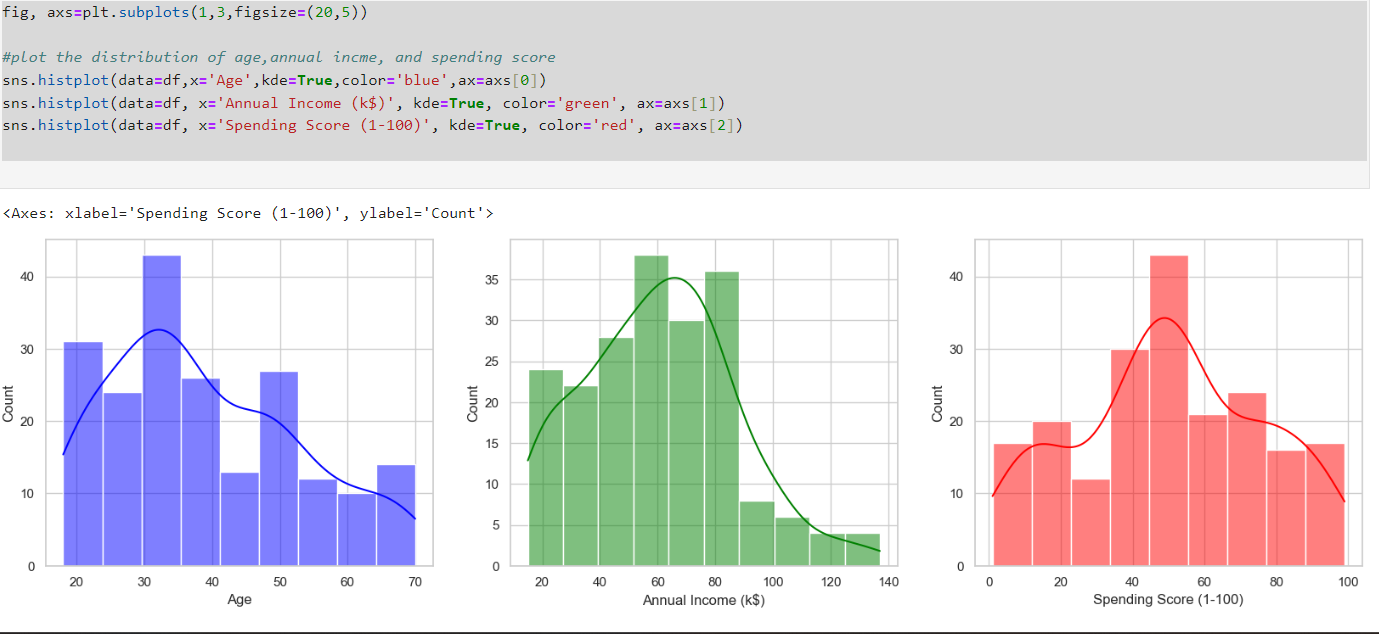 fig, axs=plt.subplots(1,3,figsize=(20,5))
#plot the distribution of age,annual incme, and spending score
sns.histplot(data=df,x='Age',kde=True,color='blue',ax=axs[0])
sns.histplot(data=df, x='Annual Income (k$)', kde=True, color='green', ax=axs[1])
sns.histplot(data=df, x='Spending Score (1-100)', kde=True, color='red', ax=axs[2])
<Axes: xlabel='Spending Score (1-100)', ylabel='Count'>
Count
40
30
20
10
0
20 30 40 50 60 70
Age
Count
35
30
25
20
15
10
5
0
20 40 60 80 100 120 140
Annual Income (k$)
Count
40
30
20
10
0
0 20 40 60 80 100
Spending Score (1-100)